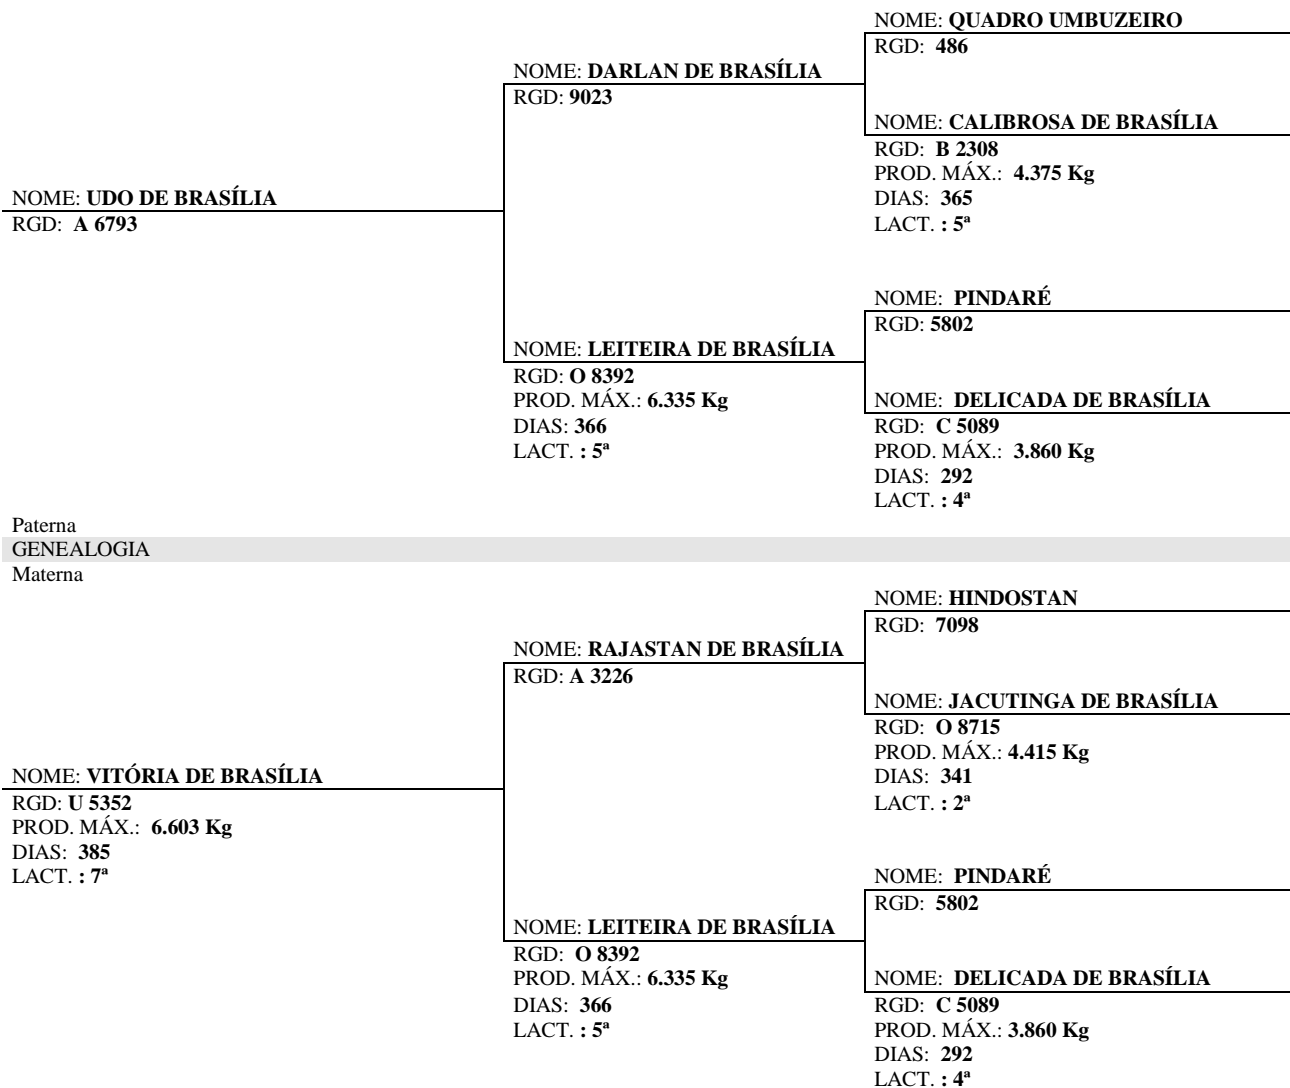 NOME: QUADRO UMBUZEIRO
RGD: 486
NOME: DARLAN DE BRASÍLIA
RGD: 9023
NOME: CALIBROSA DE BRASÍLIA
RGD: B 2308
PROD. MÁX.: 4.375 Kg
DIAS: 365
LACT. : 5ª
NOME: UDO DE BRASÍLIA
RGD: A 6793
NOME: PINDARÉ
RGD: 5802
NOME: LEITEIRA DE BRASÍLIA
RGD: O 8392
PROD. MÁX.: 6.335 Kg
DIAS: 366
LACT. : 5ª
NOME: DELICADA DE BRASÍLIA
RGD: C 5089
PROD. MÁX.: 3.860 Kg
DIAS: 292
LACT. : 4ª
Paterna
GENEALOGIA
Materna
NOME: HINDOSTAN
RGD: 7098
NOME: RAJASTAN DE BRASÍLIA
RGD: A 3226
NOME: JACUTINGA DE BRASÍLIA
RGD: O 8715
PROD. MÁX.: 4.415 Kg
DIAS: 341
LACT. : 2ª
NOME: VITÓRIA DE BRASÍLIA
RGD: U 5352
PROD. MÁX.: 6.603 Kg
DIAS: 385
LACT. : 7ª
NOME: PINDARÉ
RGD: 5802
NOME: LEITEIRA DE BRASÍLIA
RGD: O 8392
PROD. MÁX.: 6.335 Kg
DIAS: 366
LACT. : 5ª
NOME: DELICADA DE BRASÍLIA
RGD: C 5089
PROD. MÁX.: 3.860 Kg
DIAS: 292
LACT. : 4ª